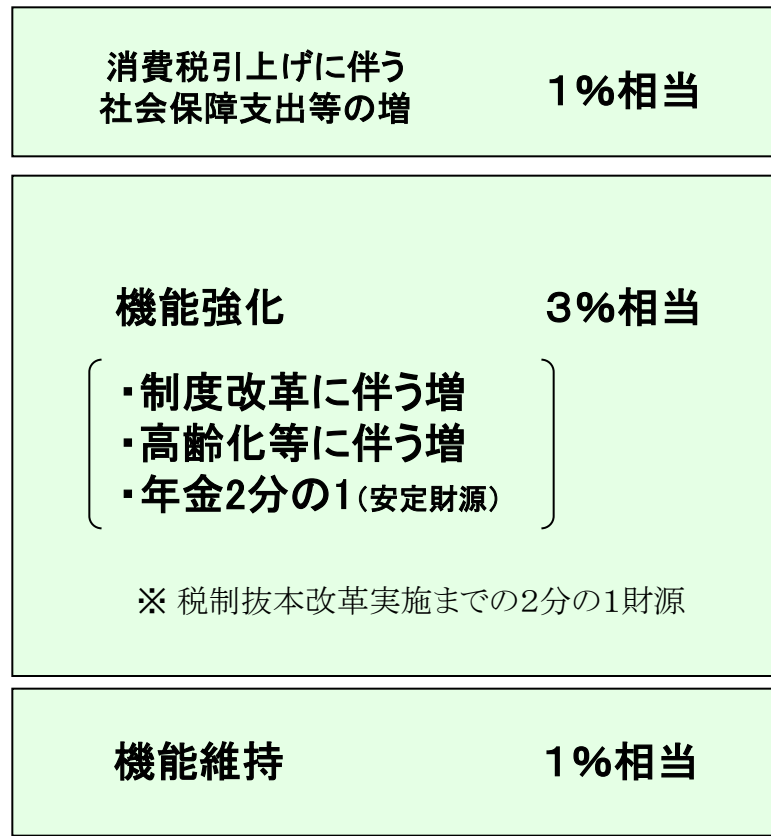 消費税引上げに伴う
社会保障支出等の増 1%相当
機能強化 3%相当
・制度改革に伴う増
・高齢化等に伴う増
・年金2分の1(安定財源)
※ 税制抜本改革実施までの2分の1財源
機能維持 1%相当